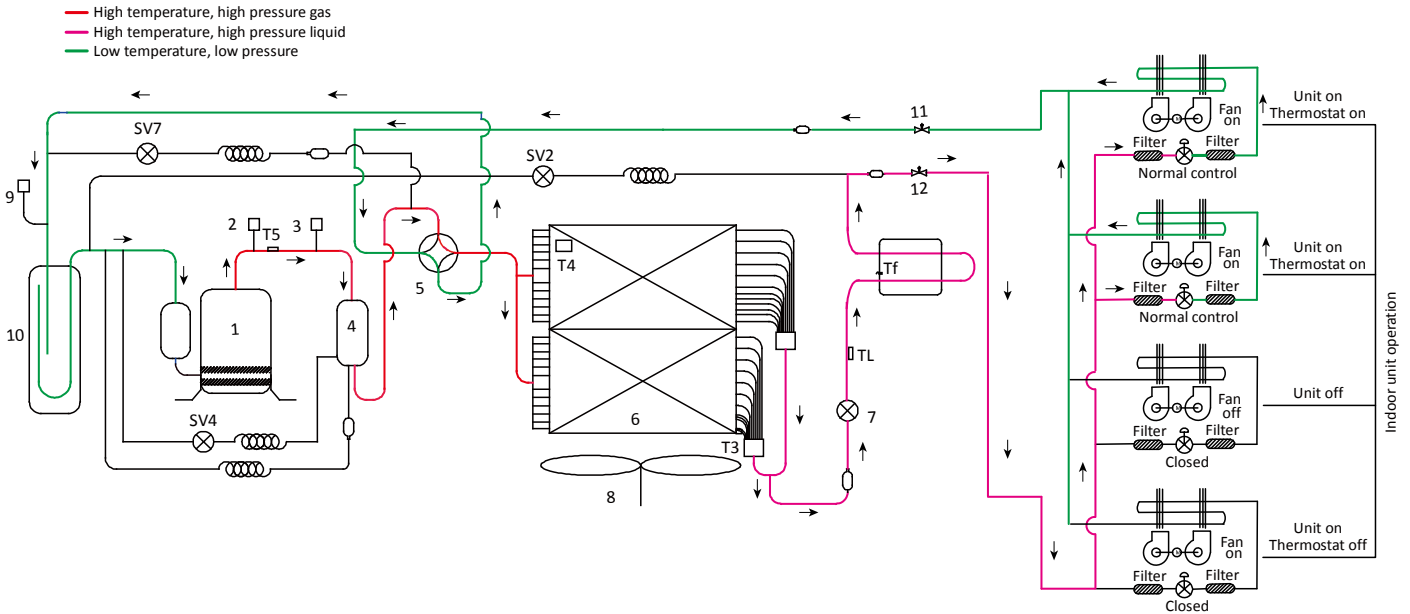 High temperature, high pressure gas
High temperature, high pressure liquid
Low temperature, low pressure
SV7
SV2
9
2
T5
3
10
1
4
5
SV4
T4
6
8
T3
7
TL
Tf
11
12
Fan
on
Filter
Filter
Normal control
Unit on
Thermostat on
Fan
on
Filter
Filter
Normal control
Unit on
Thermostat on
Fan
off
Filter
Filter
Closed
Unit off
Fan
on
Filter
Filter
Closed
Unit on
Thermostat off
Indoor unit operation